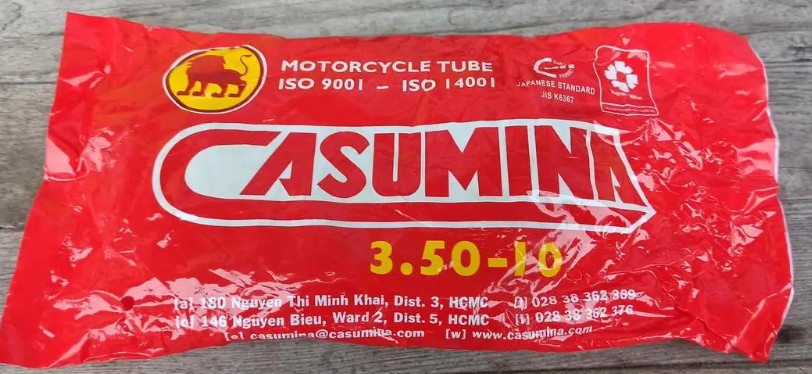 MOTORCYCLE TUBE
ISO 9001 - ISO 14001
JAPANESE STANDARD
JIS K6367
CASUMINA
3.50-10
[a] 180 Nguyen Thi Minh Khai, Dist. 3, HCMC [t] 028 38 362 369
[o] 146 Nguyen Bieu, Ward 2, Dist. 5, HCMC [f] 028 38 362 376
[e] casumina@casumina.com [w] www.casumina.com